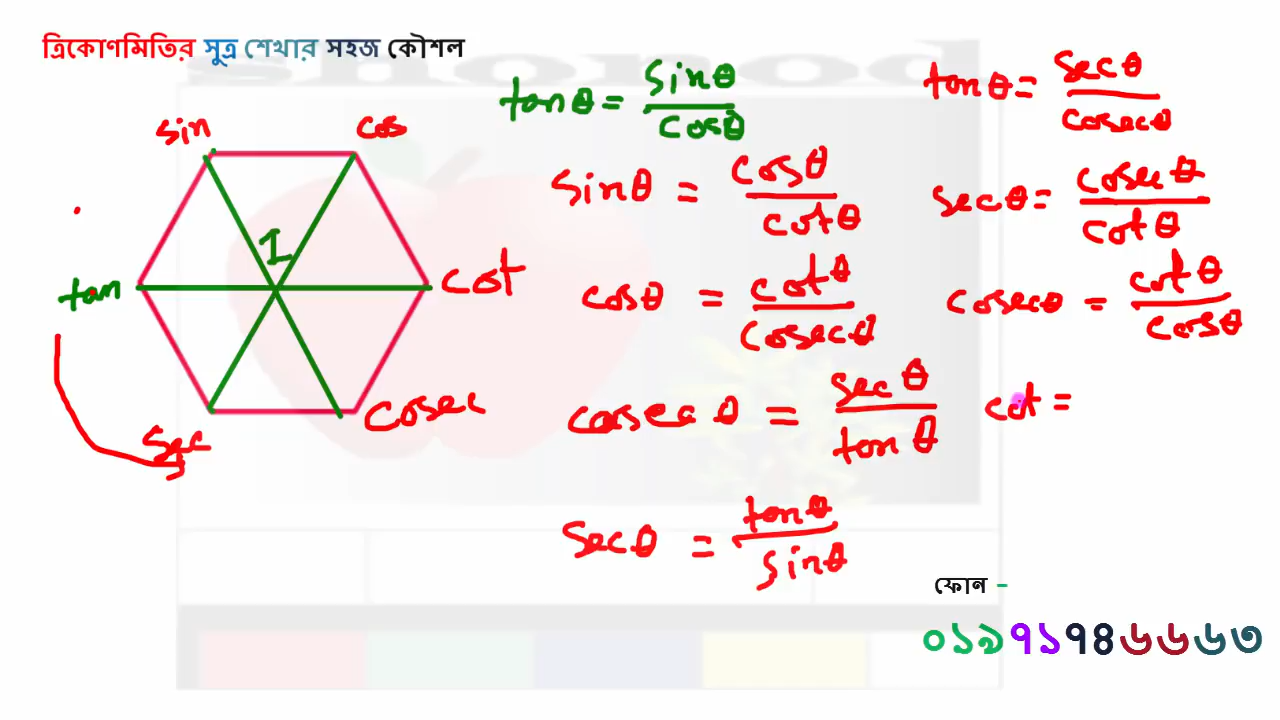 ত্রিকোণমিতির সুত্র শেখার সহজ কৌশল
shomod
sin
cos
tan
1
cot
sec
cosec
tanθ = sinθ / cosθ
sinθ = cosθ / cotθ
cosθ = cotθ / cosecθ
cosecθ = secθ / tanθ
secθ = tanθ / sinθ
tanθ = secθ / cosecθ
secθ = cosecθ / cotθ
cosecθ = cotθ / cosθ
cot =
ফোন -
০১৯৭১৭৪৬৬৬৩